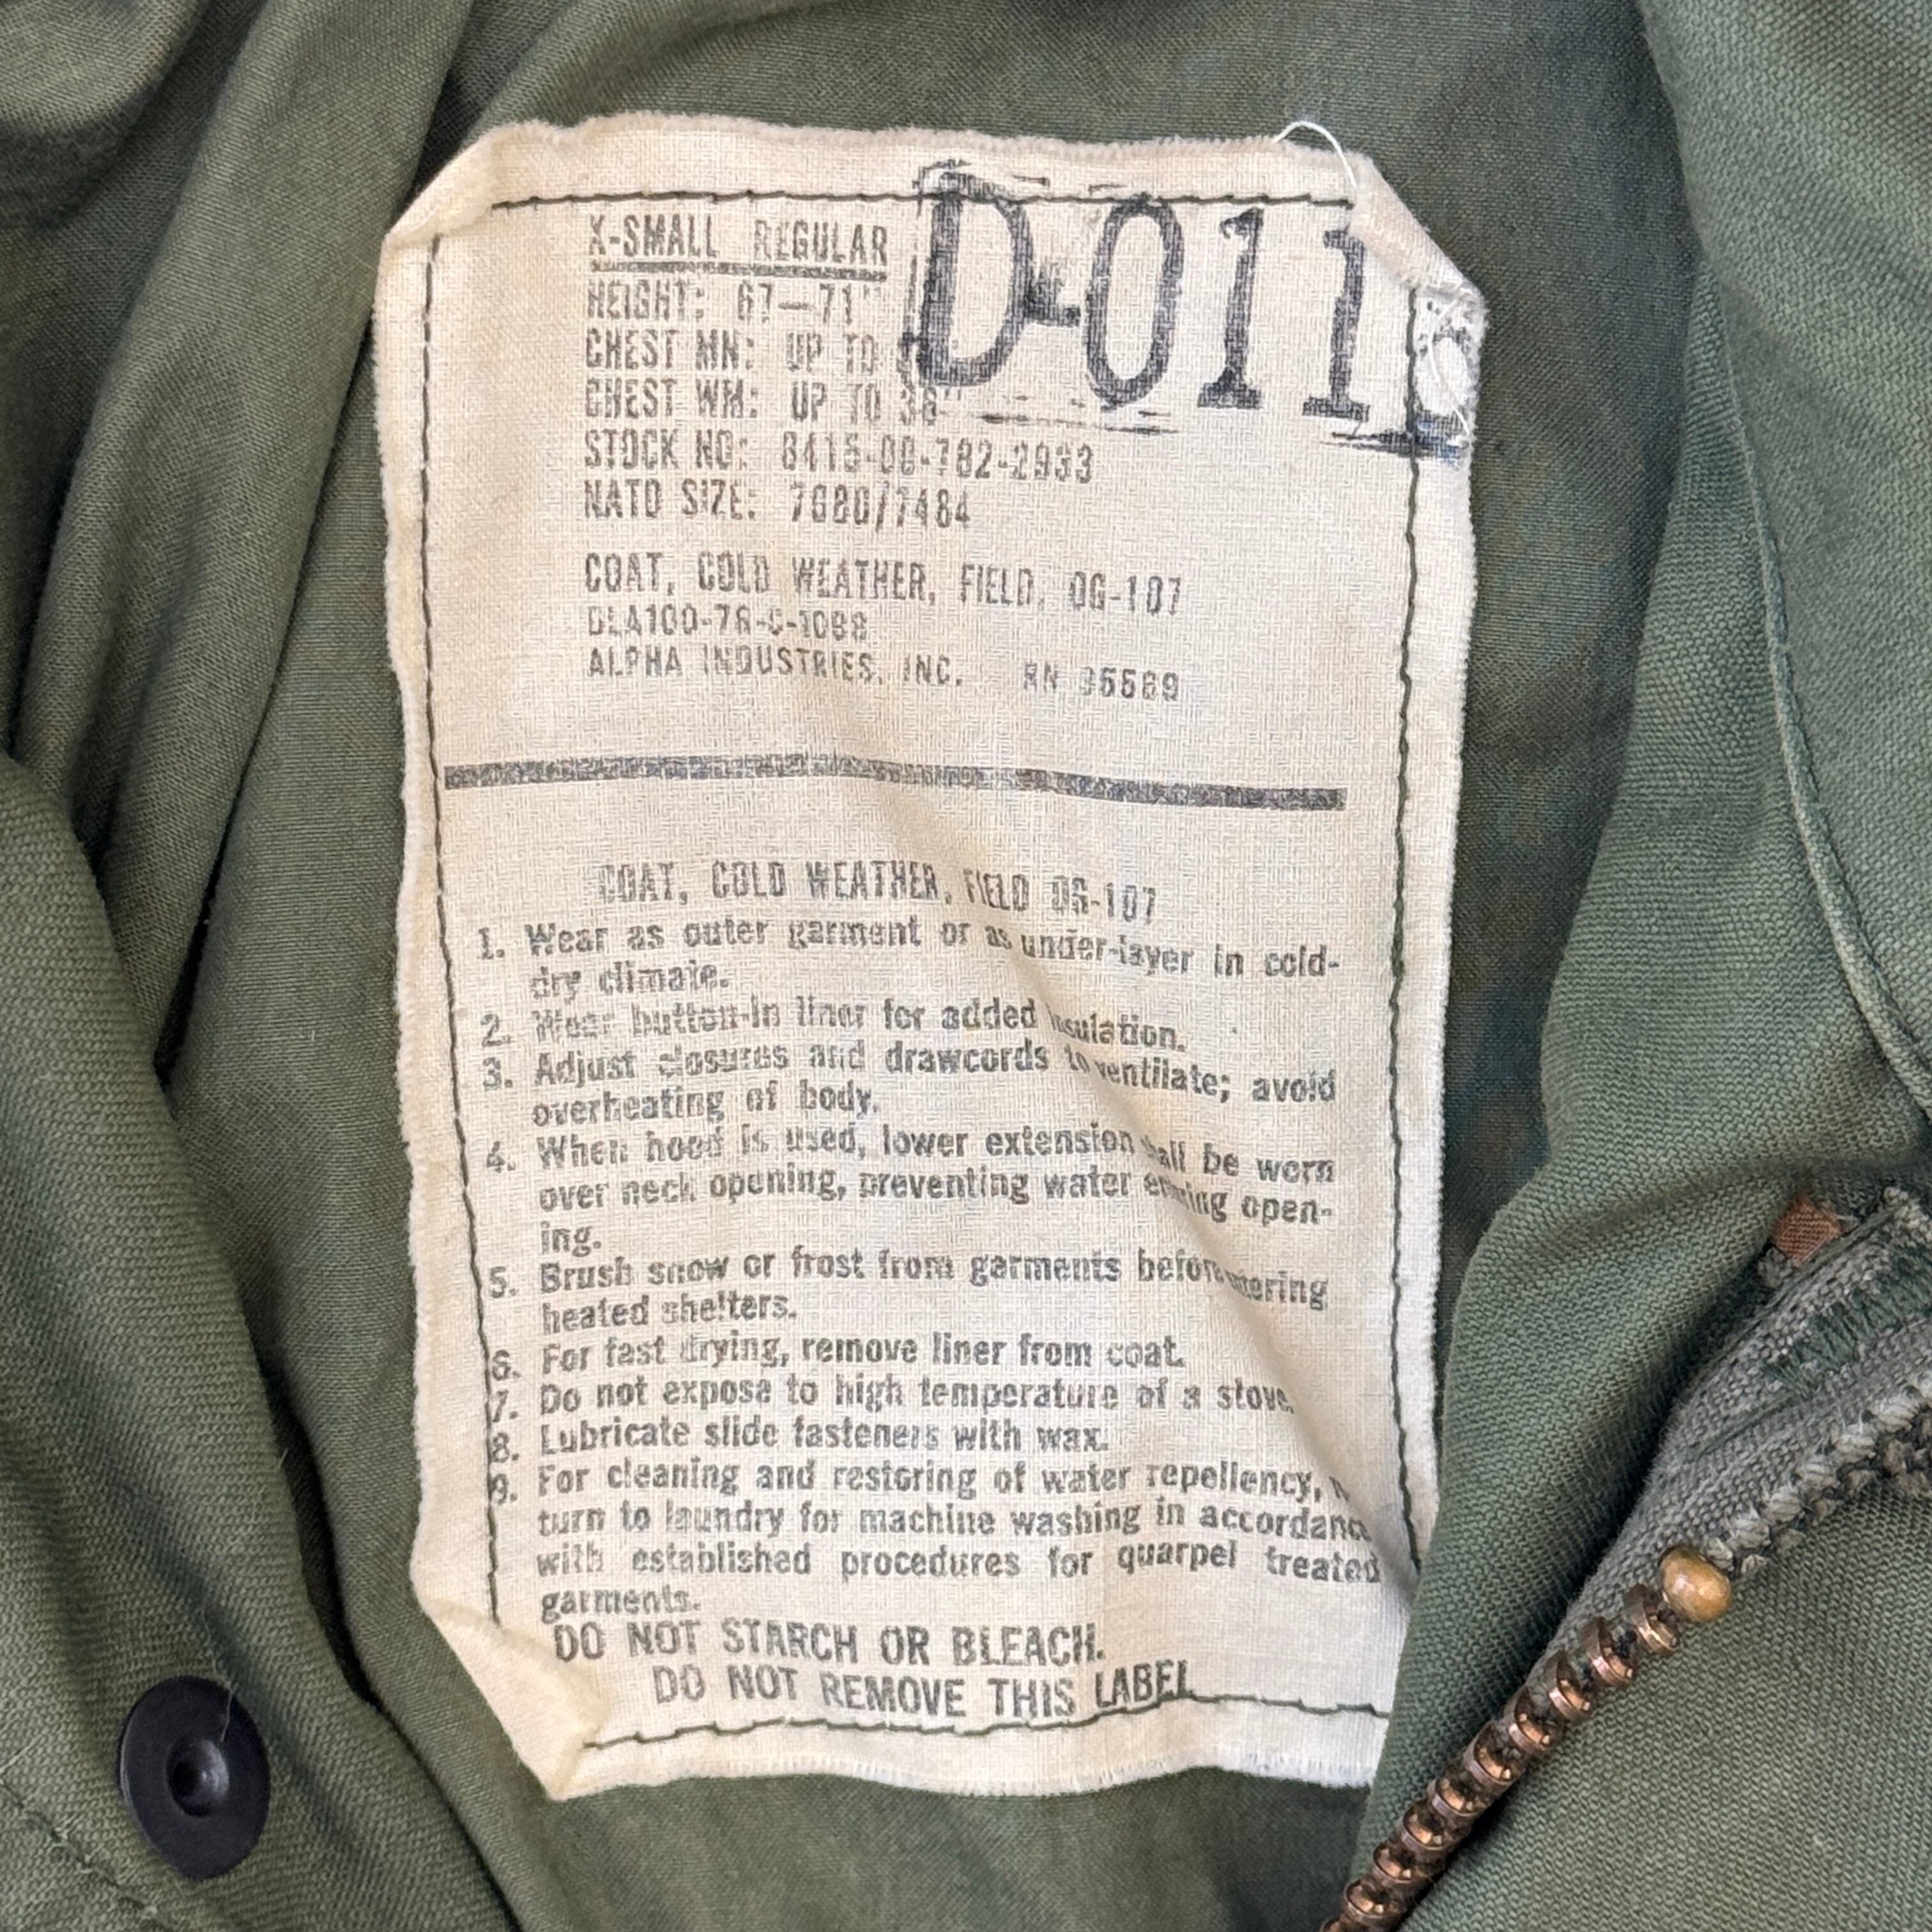 X-SMALL REGULAR
D-011
HEIGHT: 67—71"
CHEST MN: UP TO
CHEST WM: UP TO 36"
STOCK NO: 8415-00-782-2933
NATO SIZE: 7080/7484
COAT, COLD WEATHER, FIELD, OG-107
DLA100-78-C-1088
ALPHA INDUSTRIES, INC. RN 35589
COAT, COLD WEATHER, FIELD OG-107
1. Wear as outer garment or as under-layer in cold-
dry climate.
2. Wear button-in liner for added insulation.
3. Adjust closures and drawcords to ventilate; avoid
overheating of body.
4. When hood is used, lower extension shall be worn
over neck opening, preventing water entering open-
ing.
5. Brush snow or frost from garments before entering
heated shelters.
6. For fast drying, remove liner from coat.
7. Do not expose to high temperature of a stove
8. Lubricate slide fasteners with wax.
9. For cleaning and restoring of water repellency,
turn to laundry for machine washing in accordance
with established procedures for quarpel treated
garments.
DO NOT STARCH OR BLEACH.
DO NOT REMOVE THIS LABEL